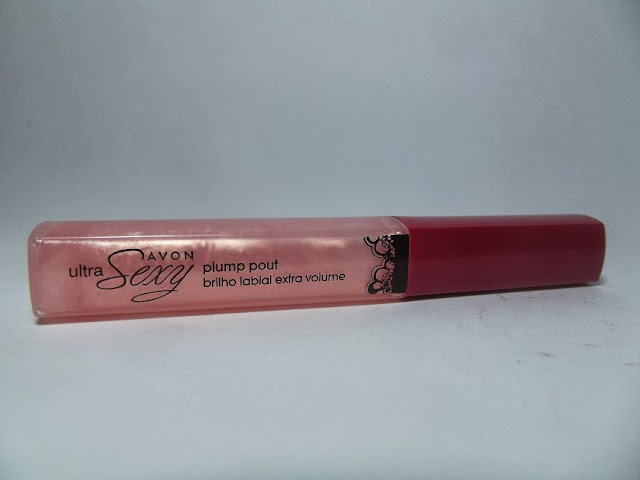 AVON
ultra Sexy plump pout
brilho labial extra volume